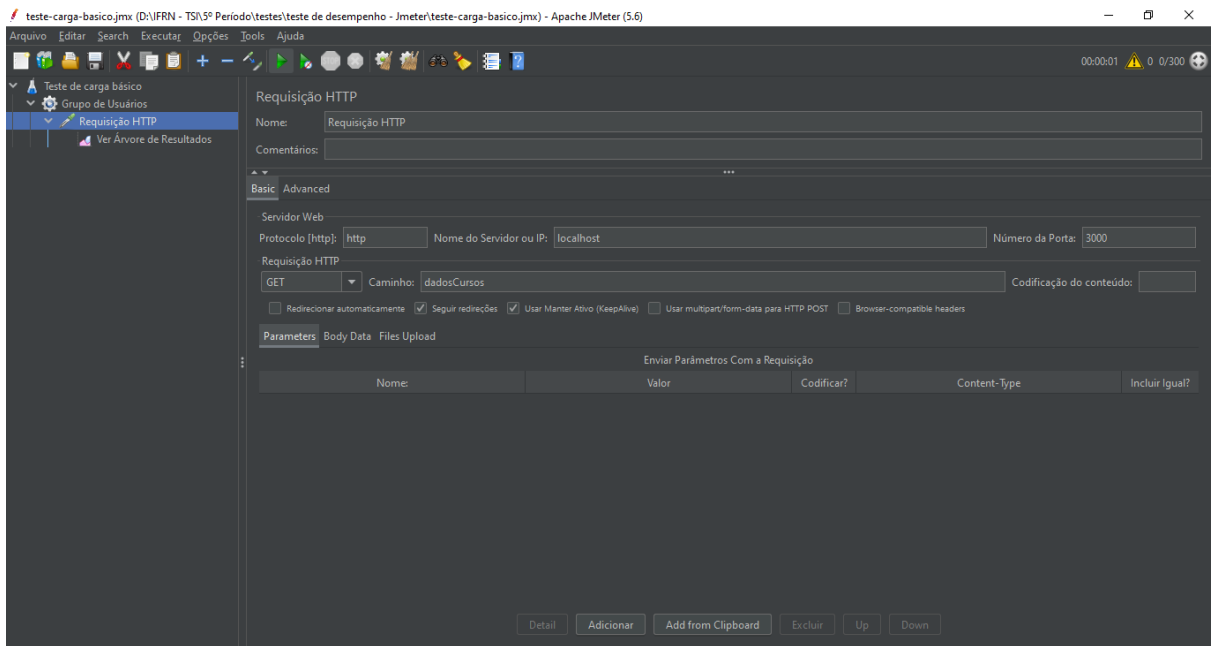 teste-carga-basico.jmx (D:\IFRN - TSI\5º Período\testes\teste de desempenho - Jmeter\teste-carga-basico.jmx) - Apache JMeter (5.6)
Arquivo Editar Search Executar Opções Tools Ajuda
00:00:01 0 0/300
Teste de carga básico
Grupo de Usuários
Requisição HTTP
Ver Árvore de Resultados
Requisição HTTP
Nome: Requisição HTTP
Comentários:
Basic Advanced
Servidor Web
Protocolo [http]: http Nome do Servidor ou IP: localhost Número da Porta: 3000
Requisição HTTP
GET Caminho: dadosCursos Codificação do conteúdo:
Redirecionar automaticamente Seguir redireções Usar Manter Ativo (KeepAlive) Usar multipart/form-data para HTTP POST Browser-compatible headers
Parameters Body Data Files Upload
Enviar Parâmetros Com a Requisição
Nome: Valor Codificar? Content-Type Incluir Igual?
Detail Adicionar Add from Clipboard Excluir Up Down